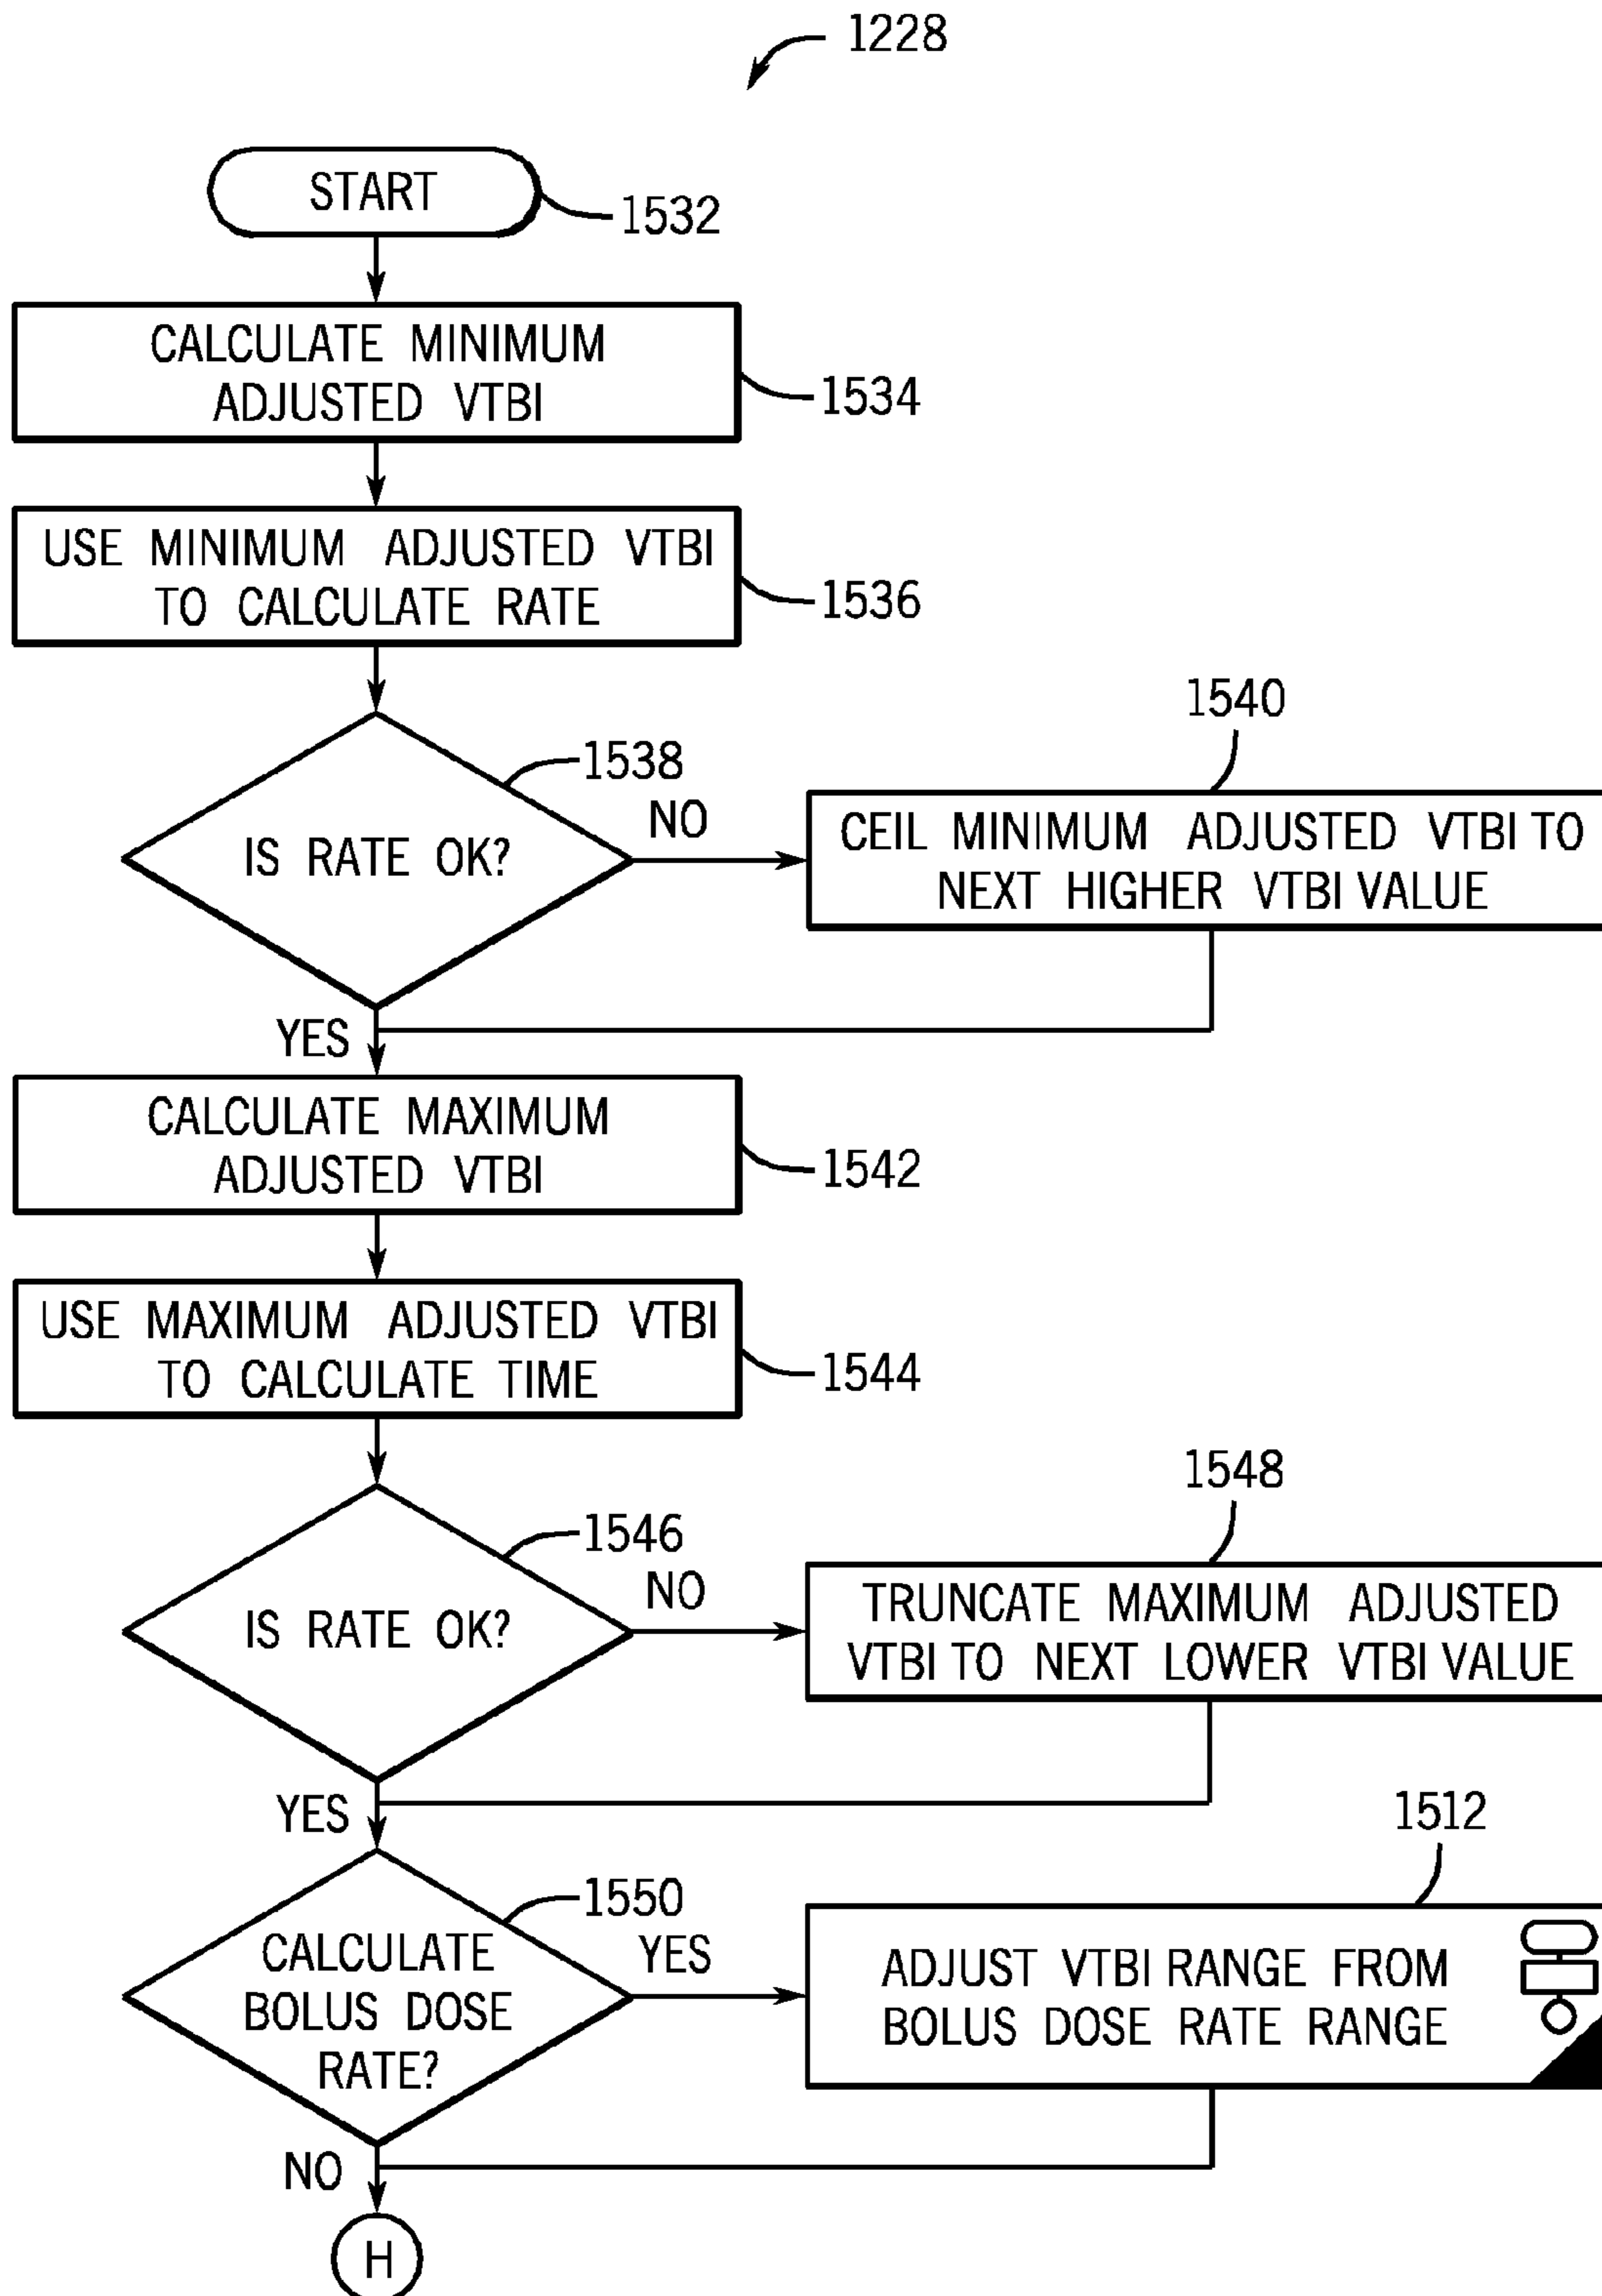 1228
START
1532
CALCULATE MINIMUM
ADJUSTED VTBI
1534
USE MINIMUM ADJUSTED VTBI
TO CALCULATE RATE
1536
1538
IS RATE OK?
NO
1540
CEIL MINIMUM ADJUSTED VTBI TO
NEXT HIGHER VTBI VALUE
YES
CALCULATE MAXIMUM
ADJUSTED VTBI
1542
USE MAXIMUM ADJUSTED VTBI
TO CALCULATE TIME
1544
1546
IS RATE OK?
NO
1548
TRUNCATE MAXIMUM ADJUSTED
VTBI TO NEXT LOWER VTBI VALUE
YES
1550
CALCULATE
BOLUS DOSE
RATE?
YES
1512
ADJUST VTBI RANGE FROM
BOLUS DOSE RATE RANGE
NO
H